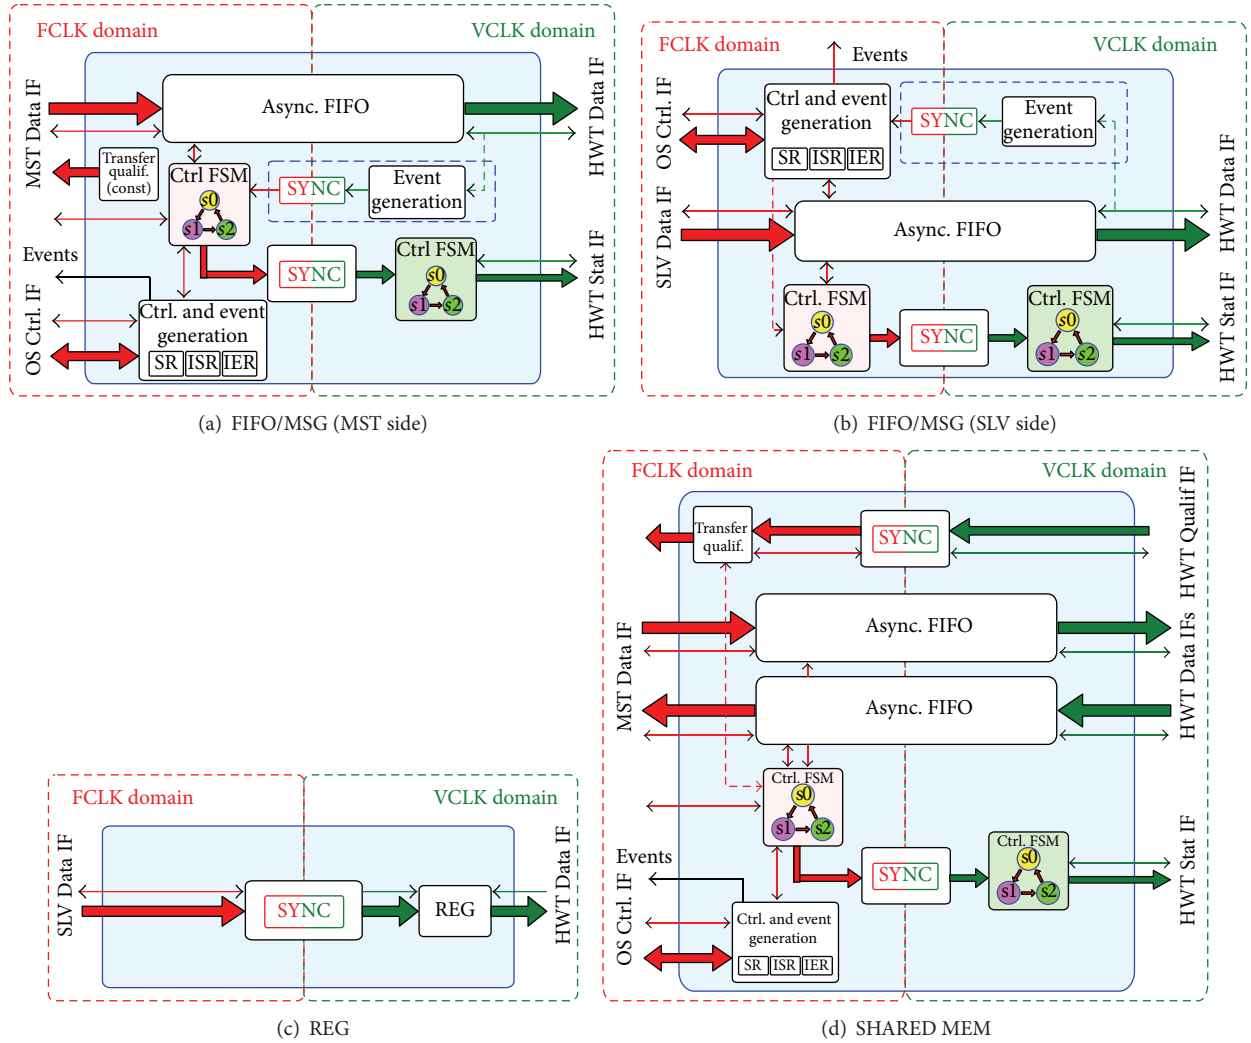 FCLK domain
VCLK domain
MST Data IF
Async. FIFO
HWT Data IF
Transfer
qualif.
(const)
Ctrl FSM
s0
s1
s2
SYNC
Event
generation
Events
SYNC
Ctrl FSM
s0
s1
s2
HWT Stat IF
OS Ctrl. IF
Ctrl. and event
generation
SR ISR IER
(a) FIFO/MSG (MST side)
FCLK domain
VCLK domain
Events
OS Ctrl. IF
Ctrl and event
generation
SR ISR IER
SYNC
Event
generation
SLV Data IF
Async. FIFO
HWT Data IF
Ctrl. FSM
s0
s1
s2
SYNC
Ctrl. FSM
s0
s1
s2
HWT Stat IF
(b) FIFO/MSG (SLV side)
FCLK domain
VCLK domain
SLV Data IF
SYNC
REG
HWT Data IF
(c) REG
FCLK domain
VCLK domain
Transfer
qualif.
SYNC
HWT Qualif IF
MST Data IF
Async. FIFO
Async. FIFO
HWT Data IFs
Ctrl. FSM
s0
s1
s2
Events
SYNC
Ctrl. FSM
s0
s1
s2
HWT Stat IF
OS Ctrl. IF
Ctrl. and event
generation
SR ISR IER
(d) SHARED MEM